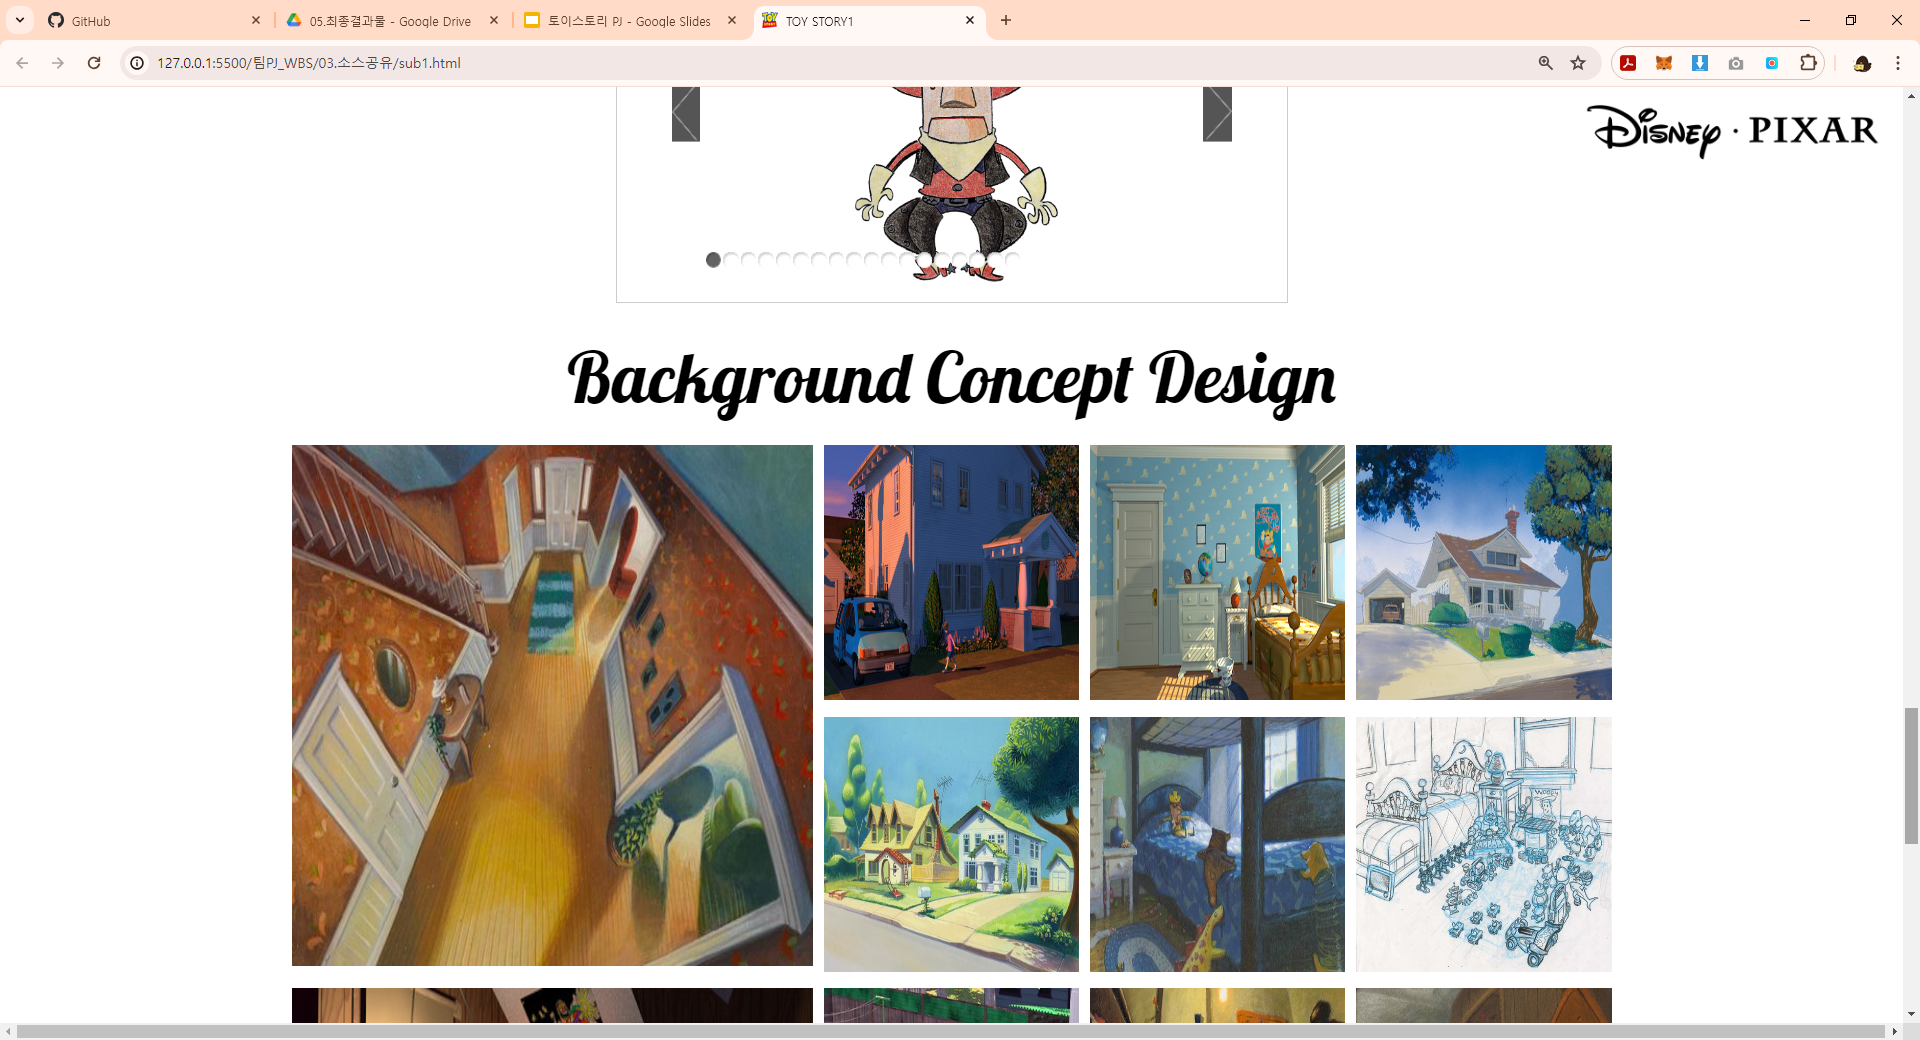 GitHub
05.최종결과물 - Google Drive
토이스토리 PJ - Google Slides
TOY STORY1
127.0.0.1:5500/팀PJ_WBS/03.소스공유/sub1.html
Disney · PIXAR
Background Concept Design
WOODY